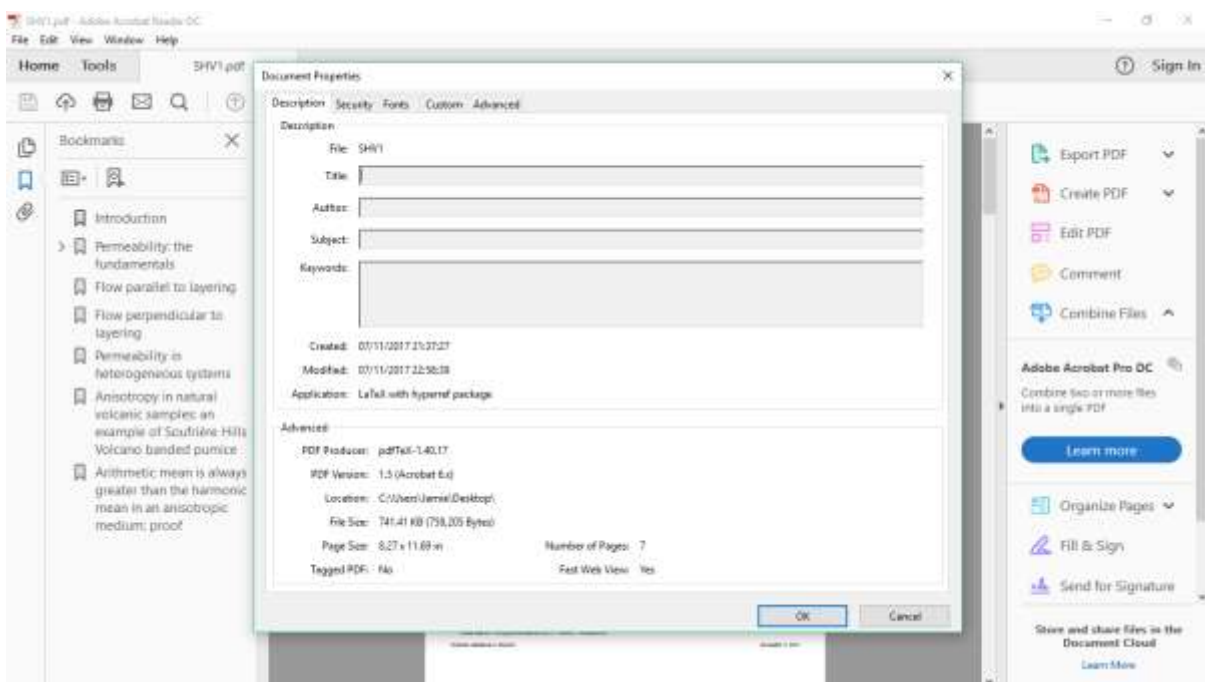 SHV1.pdf - Adobe Acrobat Reader DC
File Edit View Window Help
Home Tools SHV1.pdf
Sign In
Document Properties
Description Security Fonts Custom Advanced
Description
File: SHV1
Title:
Author:
Subject:
Keywords:
Created: 07/11/2017 21:37:27
Modified: 07/11/2017 22:56:38
Application: LaTeX with hyperref package
Advanced
PDF Producer: pdfTeX-1.40.17
PDF Version: 1.5 (Acrobat 6.x)
Location: C:\Users\Jamie\Desktop\
File Size: 741.41 KB (759,205 Bytes)
Page Size: 8.27 x 11.69 in
Number of Pages: 7
Tagged PDF: No
Fast Web View: Yes
OK Cancel
Bookmarks
Introduction
Permeability: the
fundamentals
Flow parallel to layering
Flow perpendicular to
layering
Permeability in
heterogeneous systems
Anisotropy in natural
volcanic samples: an
example of Soufrière Hills
Volcano banded pumice
Arithmetic mean is always
greater than the harmonic
mean in an anisotropic
medium: proof
Export PDF
Create PDF
Edit PDF
Comment
Combine Files
Adobe Acrobat Pro DC
Combine two or more files
into a single PDF
Learn more
Organize Pages
Fill & Sign
Send for Signature
Store and share files in the
Document Cloud
Learn More